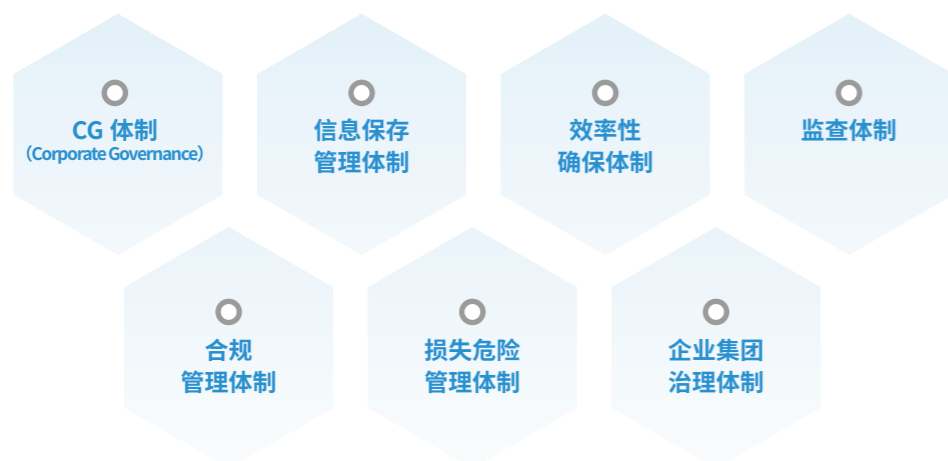 CG 体制
（Corporate Governance）
信息保存
管理体制
效率性
确保体制
监查体制
合规
管理体制
损失危险
管理体制
企业集团
治理体制